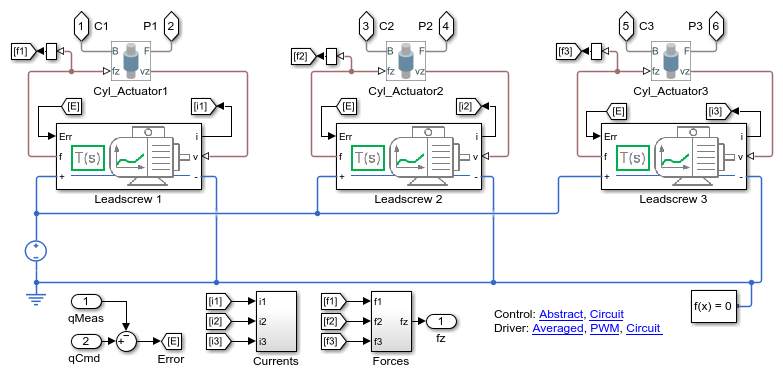 1 C1 P1 2 3 C2 P2 4 5 C3 P3 6
[f1] B F [f2] B F [f3] B F
fz vz fz vz fz vz
Cyl_Actuator1 Cyl_Actuator2 Cyl_Actuator3
[E] [i1] [E] [i2] [E] [i3]
Err i Err i Err i
f T(s) v f T(s) v f T(s) v
+ - + - + -
Leadscrew 1 Leadscrew 2 Leadscrew 3
+
-
1 [i1] i1 [f1] f1 f(x) = 0
qMeas [i2] i2 [f2] f2 fz 1 Control: Abstract, Circuit
2 + - [E] [i3] i3 [f3] f3 fz Driver: Averaged, PWM, Circuit
qCmd Error Currents Forces